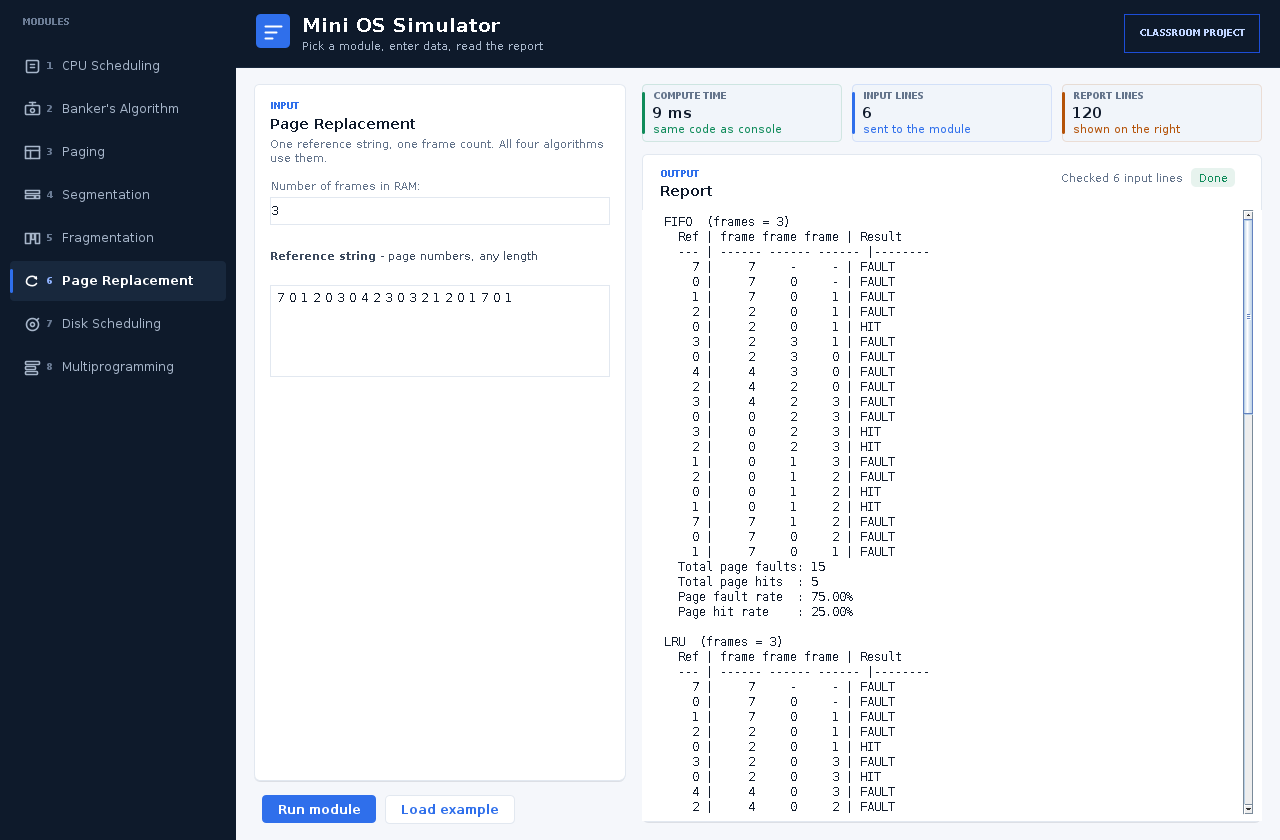 MODULES
1 CPU Scheduling
2 Banker's Algorithm
3 Paging
4 Segmentation
5 Fragmentation
6 Page Replacement
7 Disk Scheduling
8 Multiprogramming
Mini OS Simulator
Pick a module, enter data, read the report
CLASSROOM PROJECT
INPUT
Page Replacement
One reference string, one frame count. All four algorithms
use them.
Number of frames in RAM:
3
Reference string - page numbers, any length
7 0 1 2 0 3 0 4 2 3 0 3 2 1 2 0 1 7 0 1
Run module
Load example
COMPUTE TIME
9 ms
same code as console
INPUT LINES
6
sent to the module
REPORT LINES
120
shown on the right
OUTPUT
Report
Checked 6 input lines
Done
FIFO  (frames = 3)
  Ref | frame frame frame | Result
  --- | ------ ------ ------ |--------
    7 |     7     -     - | FAULT
    0 |     7     0     - | FAULT
    1 |     7     0     1 | FAULT
    2 |     2     0     1 | FAULT
    0 |     2     0     1 | HIT
    3 |     2     3     1 | FAULT
    0 |     2     3     0 | FAULT
    4 |     4     3     0 | FAULT
    2 |     4     2     0 | FAULT
    3 |     4     2     3 | FAULT
    0 |     0     2     3 | FAULT
    3 |     0     2     3 | HIT
    2 |     0     2     3 | HIT
    1 |     0     1     3 | FAULT
    2 |     0     1     2 | FAULT
    0 |     0     1     2 | HIT
    1 |     0     1     2 | HIT
    7 |     7     1     2 | FAULT
    0 |     7     0     2 | FAULT
    1 |     7     0     1 | FAULT
  Total page faults: 15
  Total page hits  : 5
  Page fault rate  : 75.00%
  Page hit rate    : 25.00%
LRU  (frames = 3)
  Ref | frame frame frame | Result
  --- | ------ ------ ------ |--------
    7 |     7     -     - | FAULT
    0 |     7     0     - | FAULT
    1 |     7     0     1 | FAULT
    2 |     2     0     1 | FAULT
    0 |     2     0     1 | HIT
    3 |     2     0     3 | FAULT
    0 |     2     0     3 | HIT
    4 |     4     0     3 | FAULT
    2 |     4     0     2 | FAULT